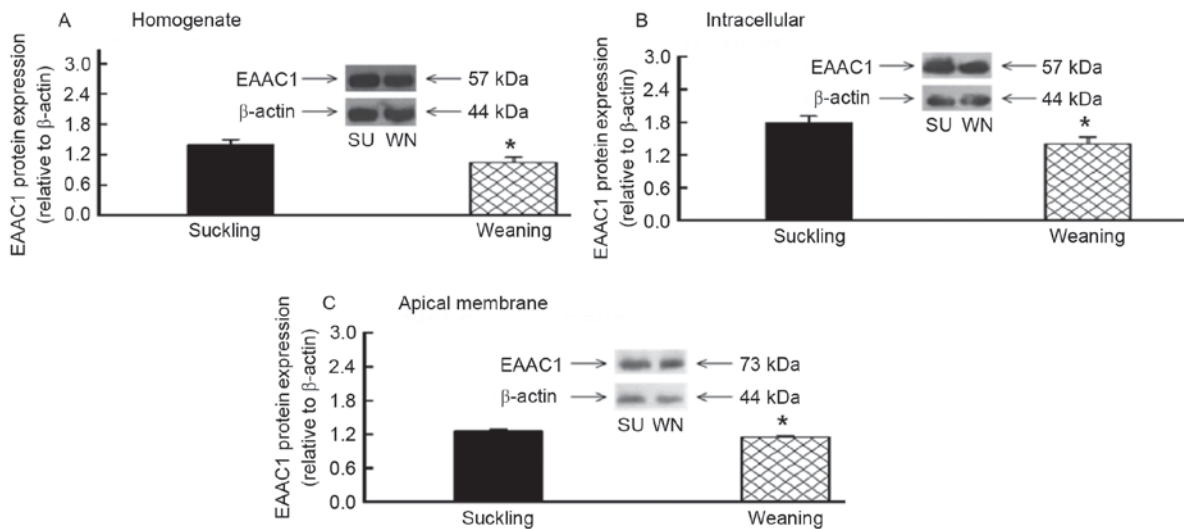 A Homogenate
EAAC1 protein expression
(relative to β-actin)
3.0
2.4
1.8
1.2
0.6
0.0
EAAC1 → ← 57 kDa
β-actin → ← 44 kDa
SU WN
*
Suckling Weaning
B Intracellular
EAAC1 protein expression
(relative to β-actin)
3.0
2.4
1.8
1.2
0.6
0.0
EAAC1 → ← 57 kDa
β-actin → ← 44 kDa
SU WN
*
Suckling Weaning
C Apical membrane
EAAC1 protein expression
(relative to β-actin)
3.0
2.4
1.8
1.2
0.6
0.0
EAAC1 → ← 73 kDa
β-actin → ← 44 kDa
SU WN
*
Suckling Weaning